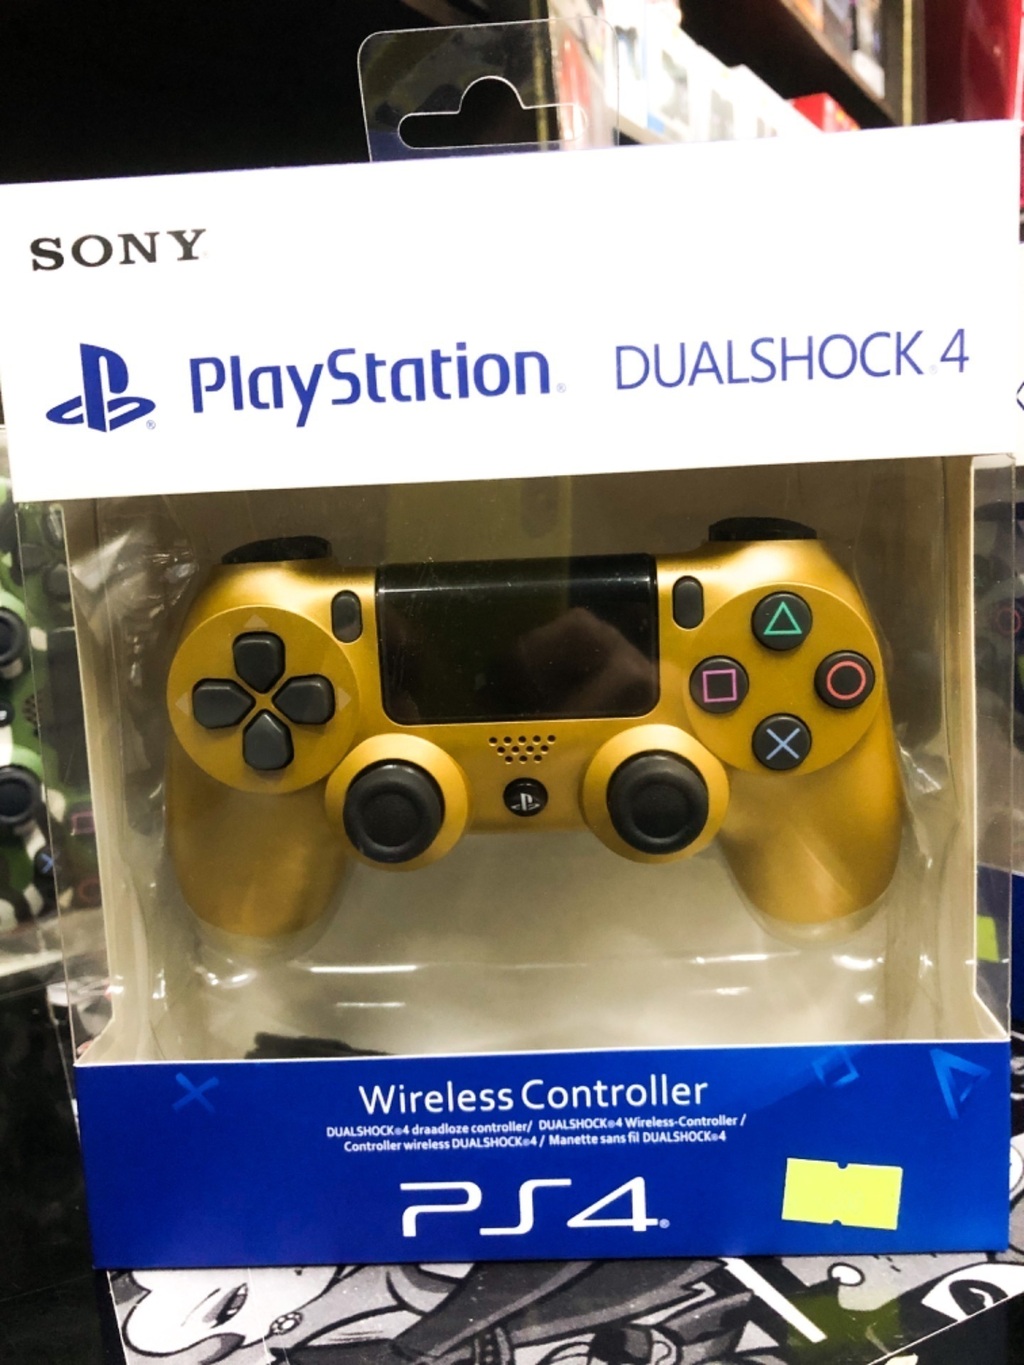 SONY
PlayStation® DUALSHOCK®4
Wireless Controller
DUALSHOCK®4 draadloze controller/ DUALSHOCK®4 Wireless-Controller /
Controller wireless DUALSHOCK®4 / Manette sans fil DUALSHOCK®4
PS4®